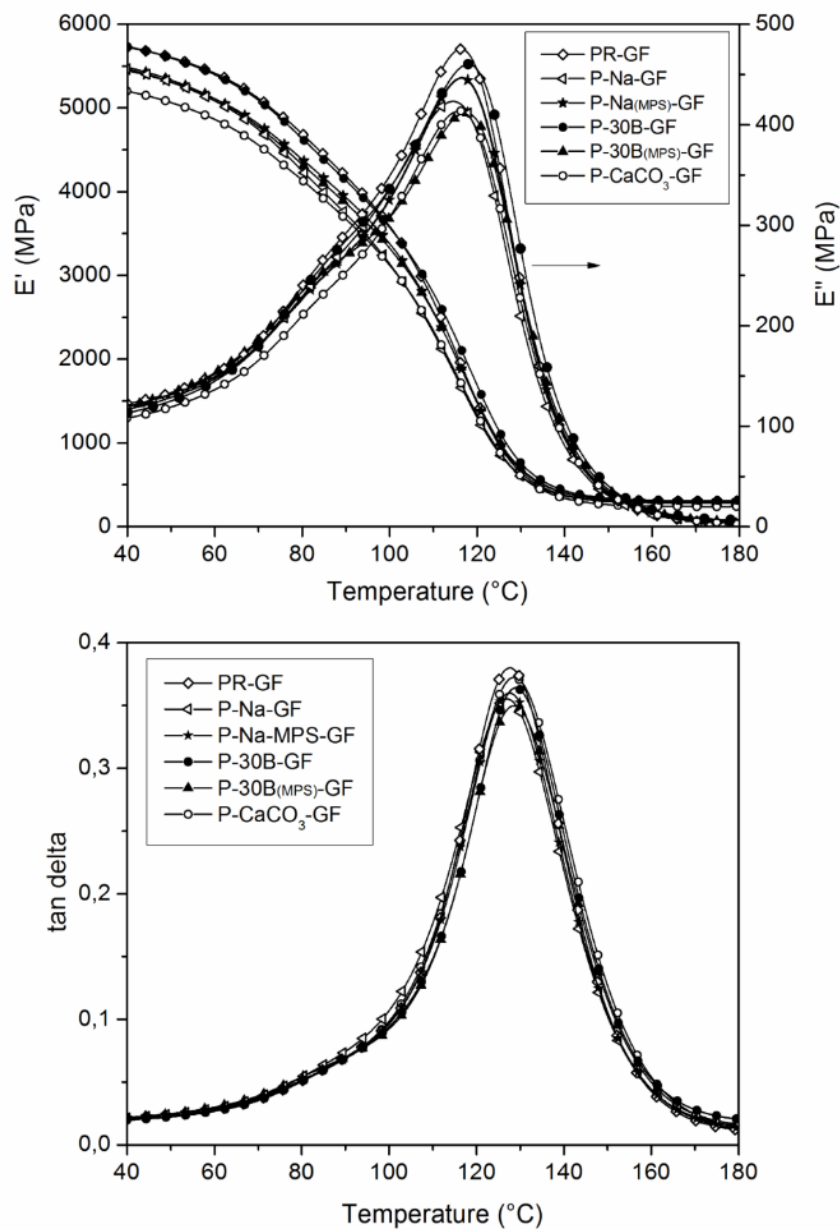 6000
5000
4000
3000
2000
1000
0
E' (MPa)
500
400
300
200
100
0
E" (MPa)
PR-GF
P-Na-GF
P-Na(MPS)-GF
P-30B-GF
P-30B(MPS)-GF
P-CaCO₃-GF
40 60 80 100 120 140 160 180
Temperature (°C)
0,4
0,3
0,2
0,1
0,0
tan delta
PR-GF
P-Na-GF
P-Na-MPS-GF
P-30B-GF
P-30B(MPS)-GF
P-CaCO₃-GF
40 60 80 100 120 140 160 180
Temperature (°C)